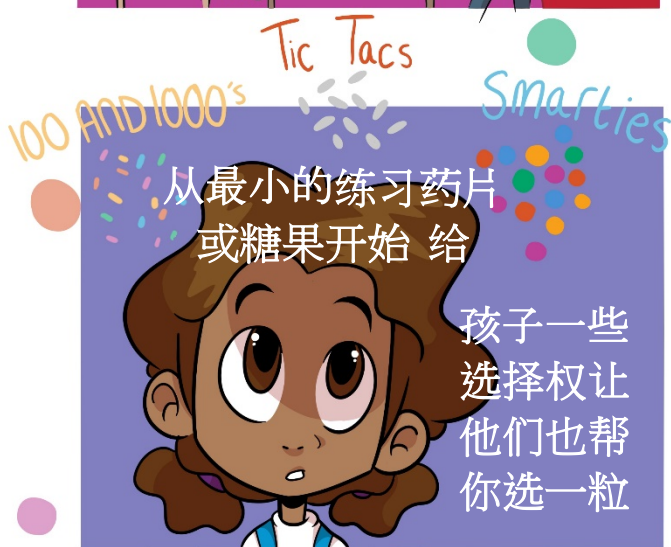 Tic Tacs
100 AND 1000's
Smarties
从最小的练习药片
或糖果开始 给
孩子一些
选择权让
他们也帮
你选一粒